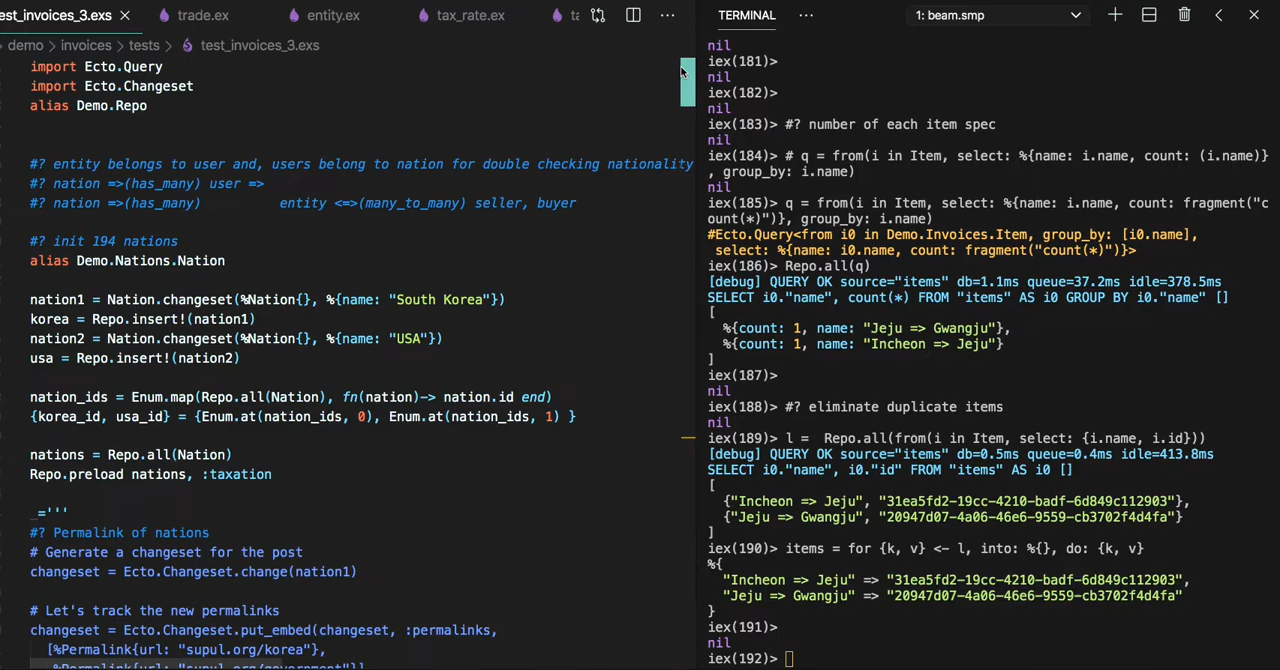 est_invoices_3.exs
trade.ex
entity.ex
tax_rate.ex
demo > invoices > tests > test_invoices_3.exs
import Ecto.Query
import Ecto.Changeset
alias Demo.Repo
#? entity belongs to user and, users belong to nation for double checking nationality
#? nation =>(has_many) user =>
#? nation =>(has_many)          entity <=>(many_to_many) seller, buyer
#? init 194 nations
alias Demo.Nations.Nation
nation1 = Nation.changeset(%Nation{}, %{name: "South Korea"})
korea = Repo.insert!(nation1)
nation2 = Nation.changeset(%Nation{}, %{name: "USA"})
usa = Repo.insert!(nation2)
nation_ids = Enum.map(Repo.all(Nation), fn(nation)-> nation.id end)
{korea_id, usa_id} = {Enum.at(nation_ids, 0), Enum.at(nation_ids, 1) }
nations = Repo.all(Nation)
Repo.preload nations, :taxation
_='''
#? Permalink of nations
# Generate a changeset for the post
changeset = Ecto.Changeset.change(nation1)
# Let's track the new permalinks
changeset = Ecto.Changeset.put_embed(changeset, :permalinks,
[%Permalink{url: "supul.org/korea"},
%Permalink{url: "supul.org/government"}]
TERMINAL
1: beam.smp
nil
iex(181)>
nil
iex(182)>
nil
iex(183)> #? number of each item spec
nil
iex(184)> # q = from(i in Item, select: %{name: i.name, count: (i.name)}
, group_by: i.name)
nil
iex(185)> q = from(i in Item, select: %{name: i.name, count: fragment("c
ount(*)")}, group_by: i.name)
#Ecto.Query<from i0 in Demo.Invoices.Item, group_by: [i0.name],
select: %{name: i0.name, count: fragment("count(*)")}>
iex(186)> Repo.all(q)
[debug] QUERY OK source="items" db=1.1ms queue=37.2ms idle=378.5ms
SELECT i0."name", count(*) FROM "items" AS i0 GROUP BY i0."name" []
[
%{count: 1, name: "Jeju => Gwangju"},
%{count: 1, name: "Incheon => Jeju"}
]
iex(187)>
nil
iex(188)> #? eliminate duplicate items
nil
iex(189)> l =  Repo.all(from(i in Item, select: {i.name, i.id}))
[debug] QUERY OK source="items" db=0.5ms queue=0.4ms idle=413.8ms
SELECT i0."name", i0."id" FROM "items" AS i0 []
[
{"Incheon => Jeju", "31ea5fd2-19cc-4210-badf-6d849c112903"},
{"Jeju => Gwangju", "20947d07-4a06-46e6-9559-cb3702f4d4fa"}
]
iex(190)> items = for {k, v} <- l, into: %{}, do: {k, v}
%{
"Incheon => Jeju" => "31ea5fd2-19cc-4210-badf-6d849c112903",
"Jeju => Gwangju" => "20947d07-4a06-46e6-9559-cb3702f4d4fa"
}
iex(191)>
nil
iex(192)>